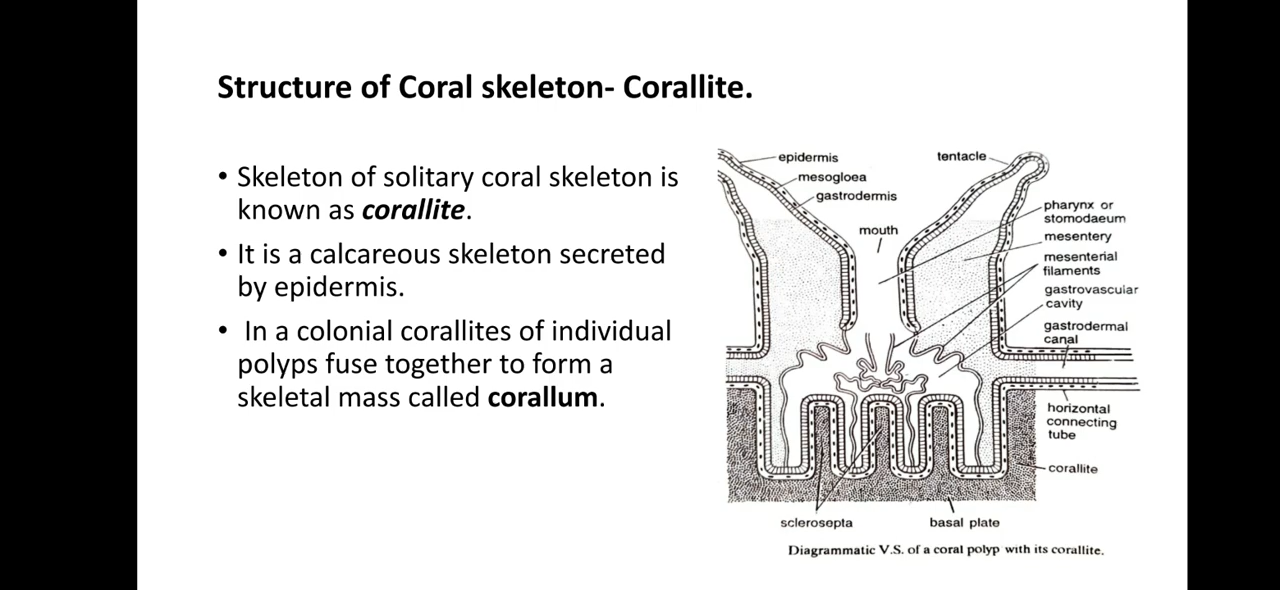 Structure of Coral skeleton- Corallite.
• Skeleton of solitary coral skeleton is
known as corallite.
• It is a calcareous skeleton secreted
by epidermis.
• In a colonial corallites of individual
polyps fuse together to form a
skeletal mass called corallum.
epidermis
mesogloea
gastrodermis
mouth
tentacle
pharynx or
stomodaeum
mesentery
mesenterial
filaments
gastrovascular
cavity
gastrodermal
canal
horizontal
connecting
tube
corallite
sclerosepta
basal plate
Diagrammatic V.S. of a coral polyp with its corallite.